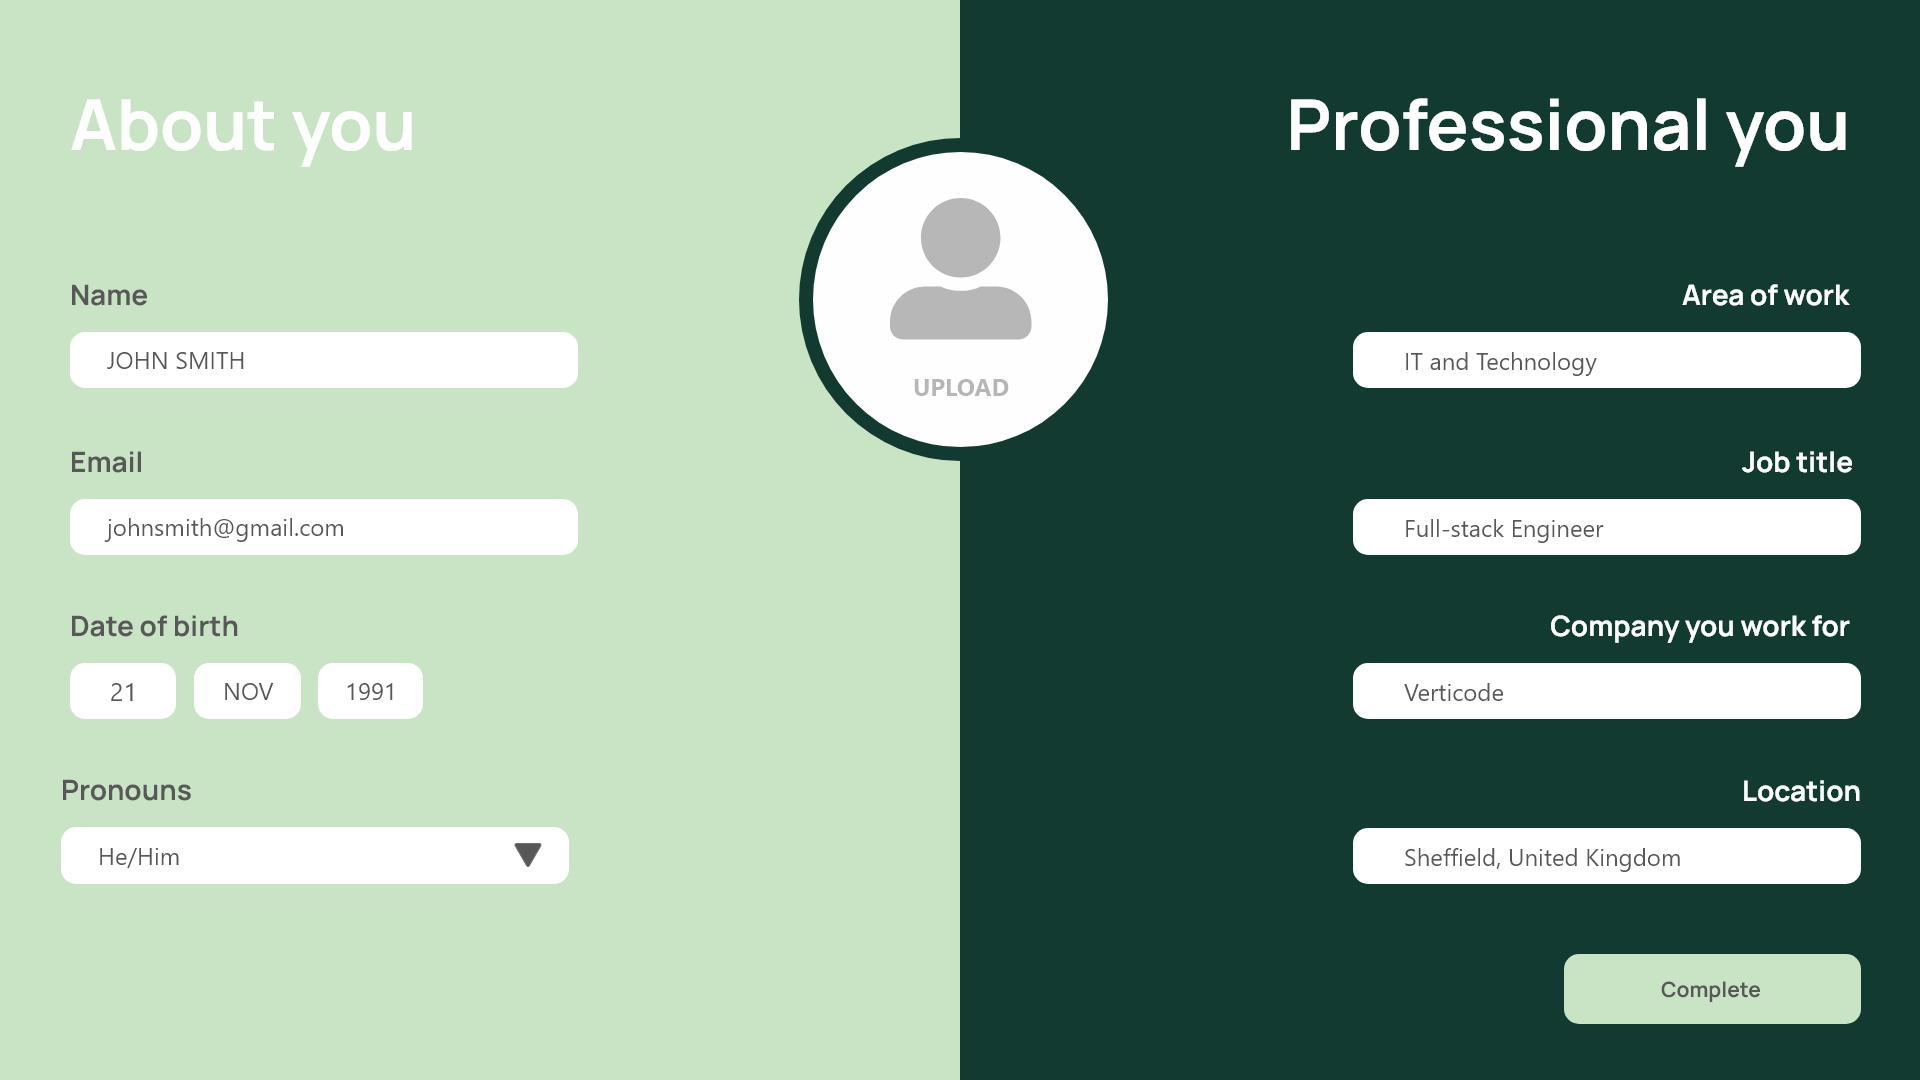 About you
Name
JOHN SMITH
Email
johnsmith@gmail.com
Date of birth
21 NOV 1991
Pronouns
He/Him
UPLOAD
Professional you
Area of work
IT and Technology
Job title
Full-stack Engineer
Company you work for
Verticode
Location
Sheffield, United Kingdom
Complete